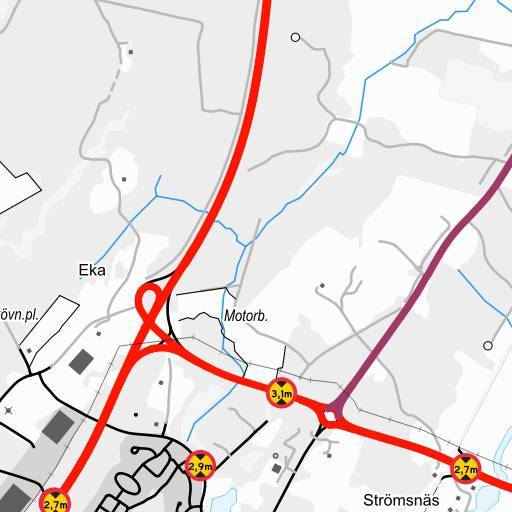 Eka
övn.pl.
Motorb.
3,1m
2,9m
2,7m
2,7m
Strömsnäs